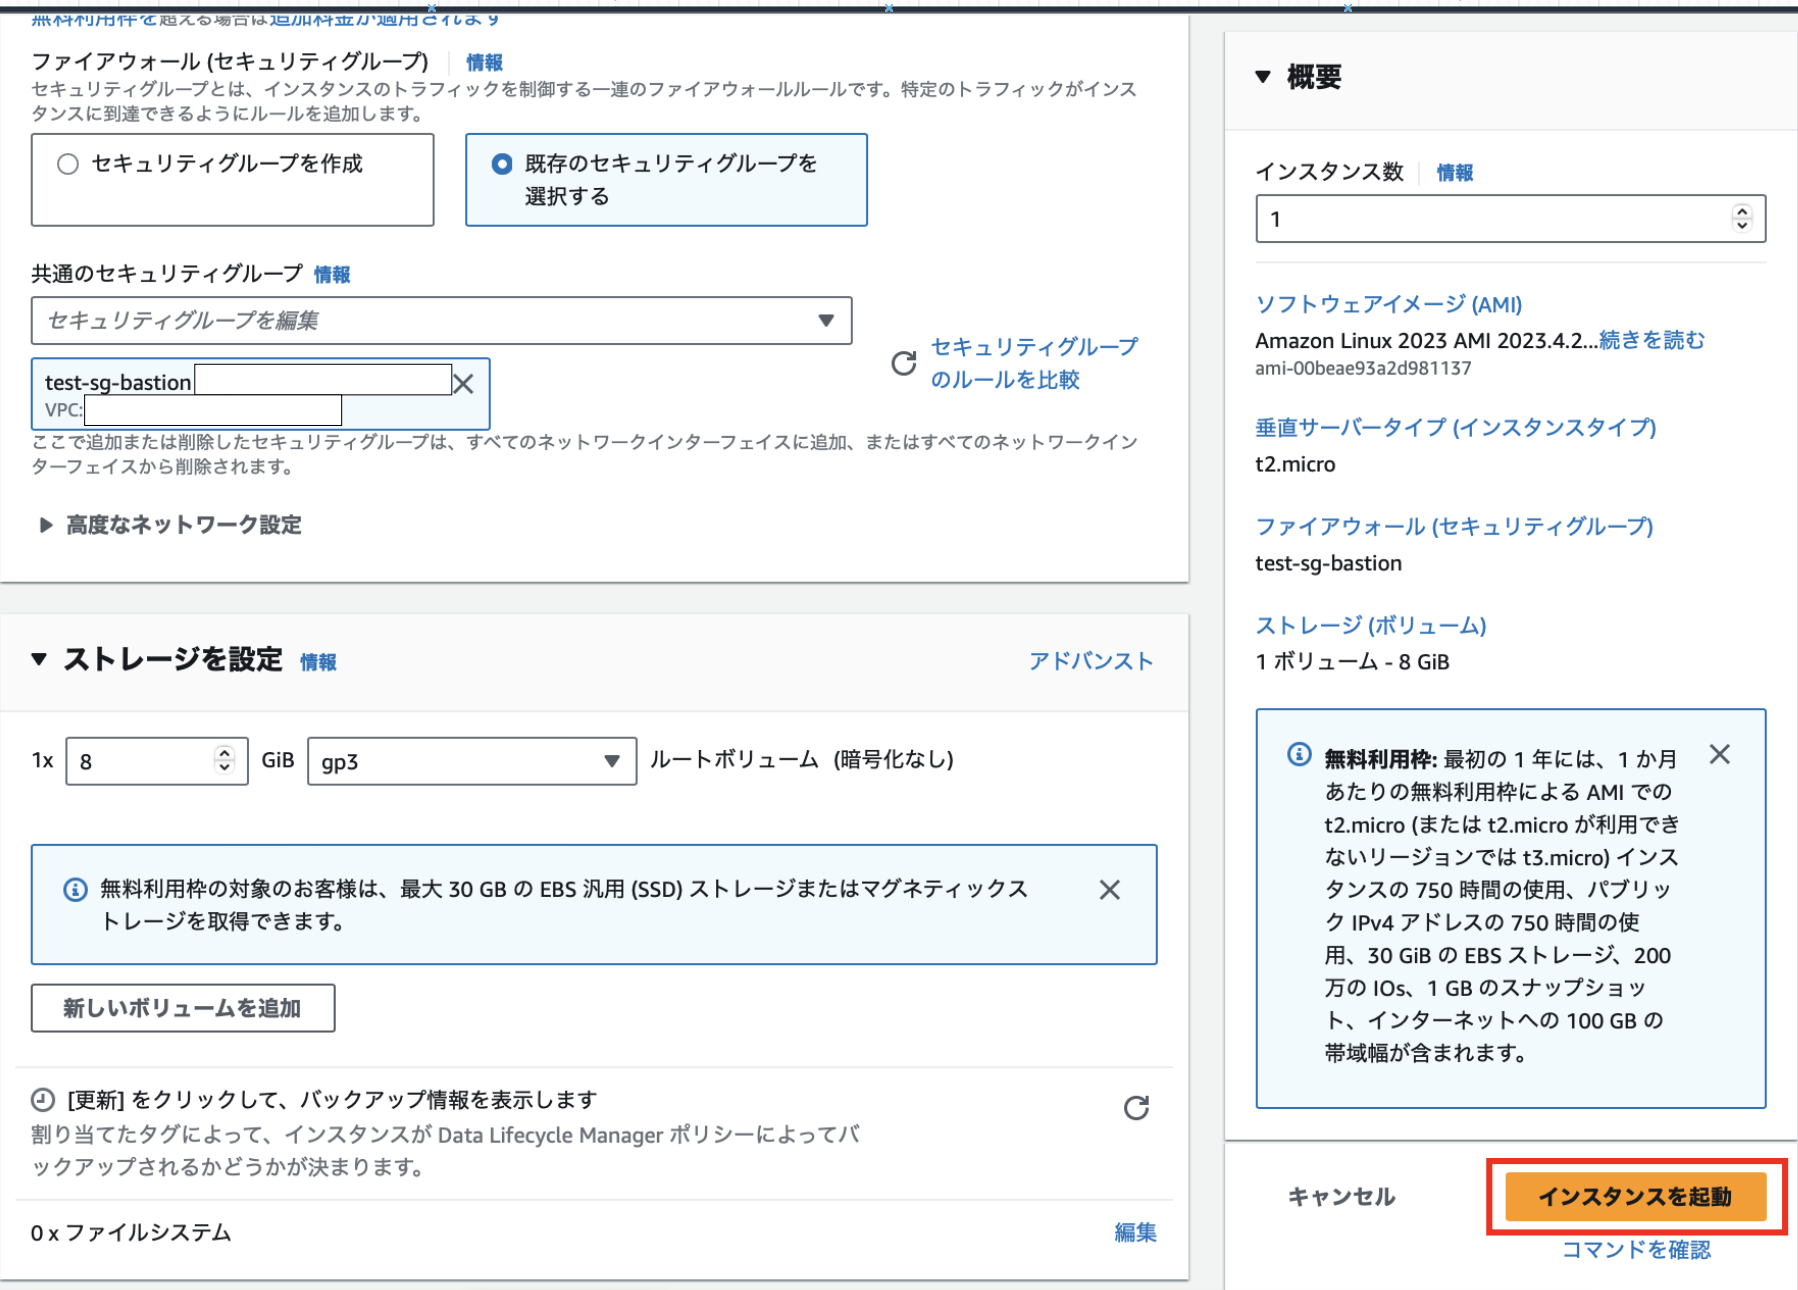 無料利用枠を超える場合は追加料金が適用されます
ファイアウォール (セキュリティグループ) 情報
セキュリティグループとは、インスタンスのトラフィックを制御する一連のファイアウォールルールです。特定のトラフィックがインス
タンスに到達できるようにルールを追加します。
セキュリティグループを作成
既存のセキュリティグループを
選択する
共通のセキュリティグループ 情報
セキュリティグループを編集
セキュリティグループ
のルールを比較
test-sg-bastion
VPC:
ここで追加または削除したセキュリティグループは、すべてのネットワークインターフェイスに追加、またはすべてのネットワークイン
ターフェイスから削除されます。
高度なネットワーク設定
ストレージを設定 情報
アドバンスト
1x 8 GiB gp3 ルートボリューム (暗号化なし)
無料利用枠の対象のお客様は、最大 30 GB の EBS 汎用 (SSD) ストレージまたはマグネティックス
トレージを取得できます。
新しいボリュームを追加
[更新] をクリックして、バックアップ情報を表示します
割り当てたタグによって、インスタンスが Data Lifecycle Manager ポリシーによってバ
ックアップされるかどうかが決まります。
0 x ファイルシステム
編集
概要
インスタンス数 情報
1
ソフトウェアイメージ (AMI)
Amazon Linux 2023 AMI 2023.4.2...続きを読む
ami-00beae93a2d981137
垂直サーバータイプ (インスタンスタイプ)
t2.micro
ファイアウォール (セキュリティグループ)
test-sg-bastion
ストレージ (ボリューム)
1 ボリューム - 8 GiB
無料利用枠: 最初の 1 年には、1 か月
あたりの無料利用枠による AMI での
t2.micro (または t2.micro が利用でき
ないリージョンでは t3.micro) インス
タンスの 750 時間の使用、パブリッ
ク IPv4 アドレスの 750 時間の使
用、30 GiB の EBS ストレージ、200
万の IOs、1 GB のスナップショッ
ト、インターネットへの 100 GB の
帯域幅が含まれます。
キャンセル
インスタンスを起動
コマンドを確認